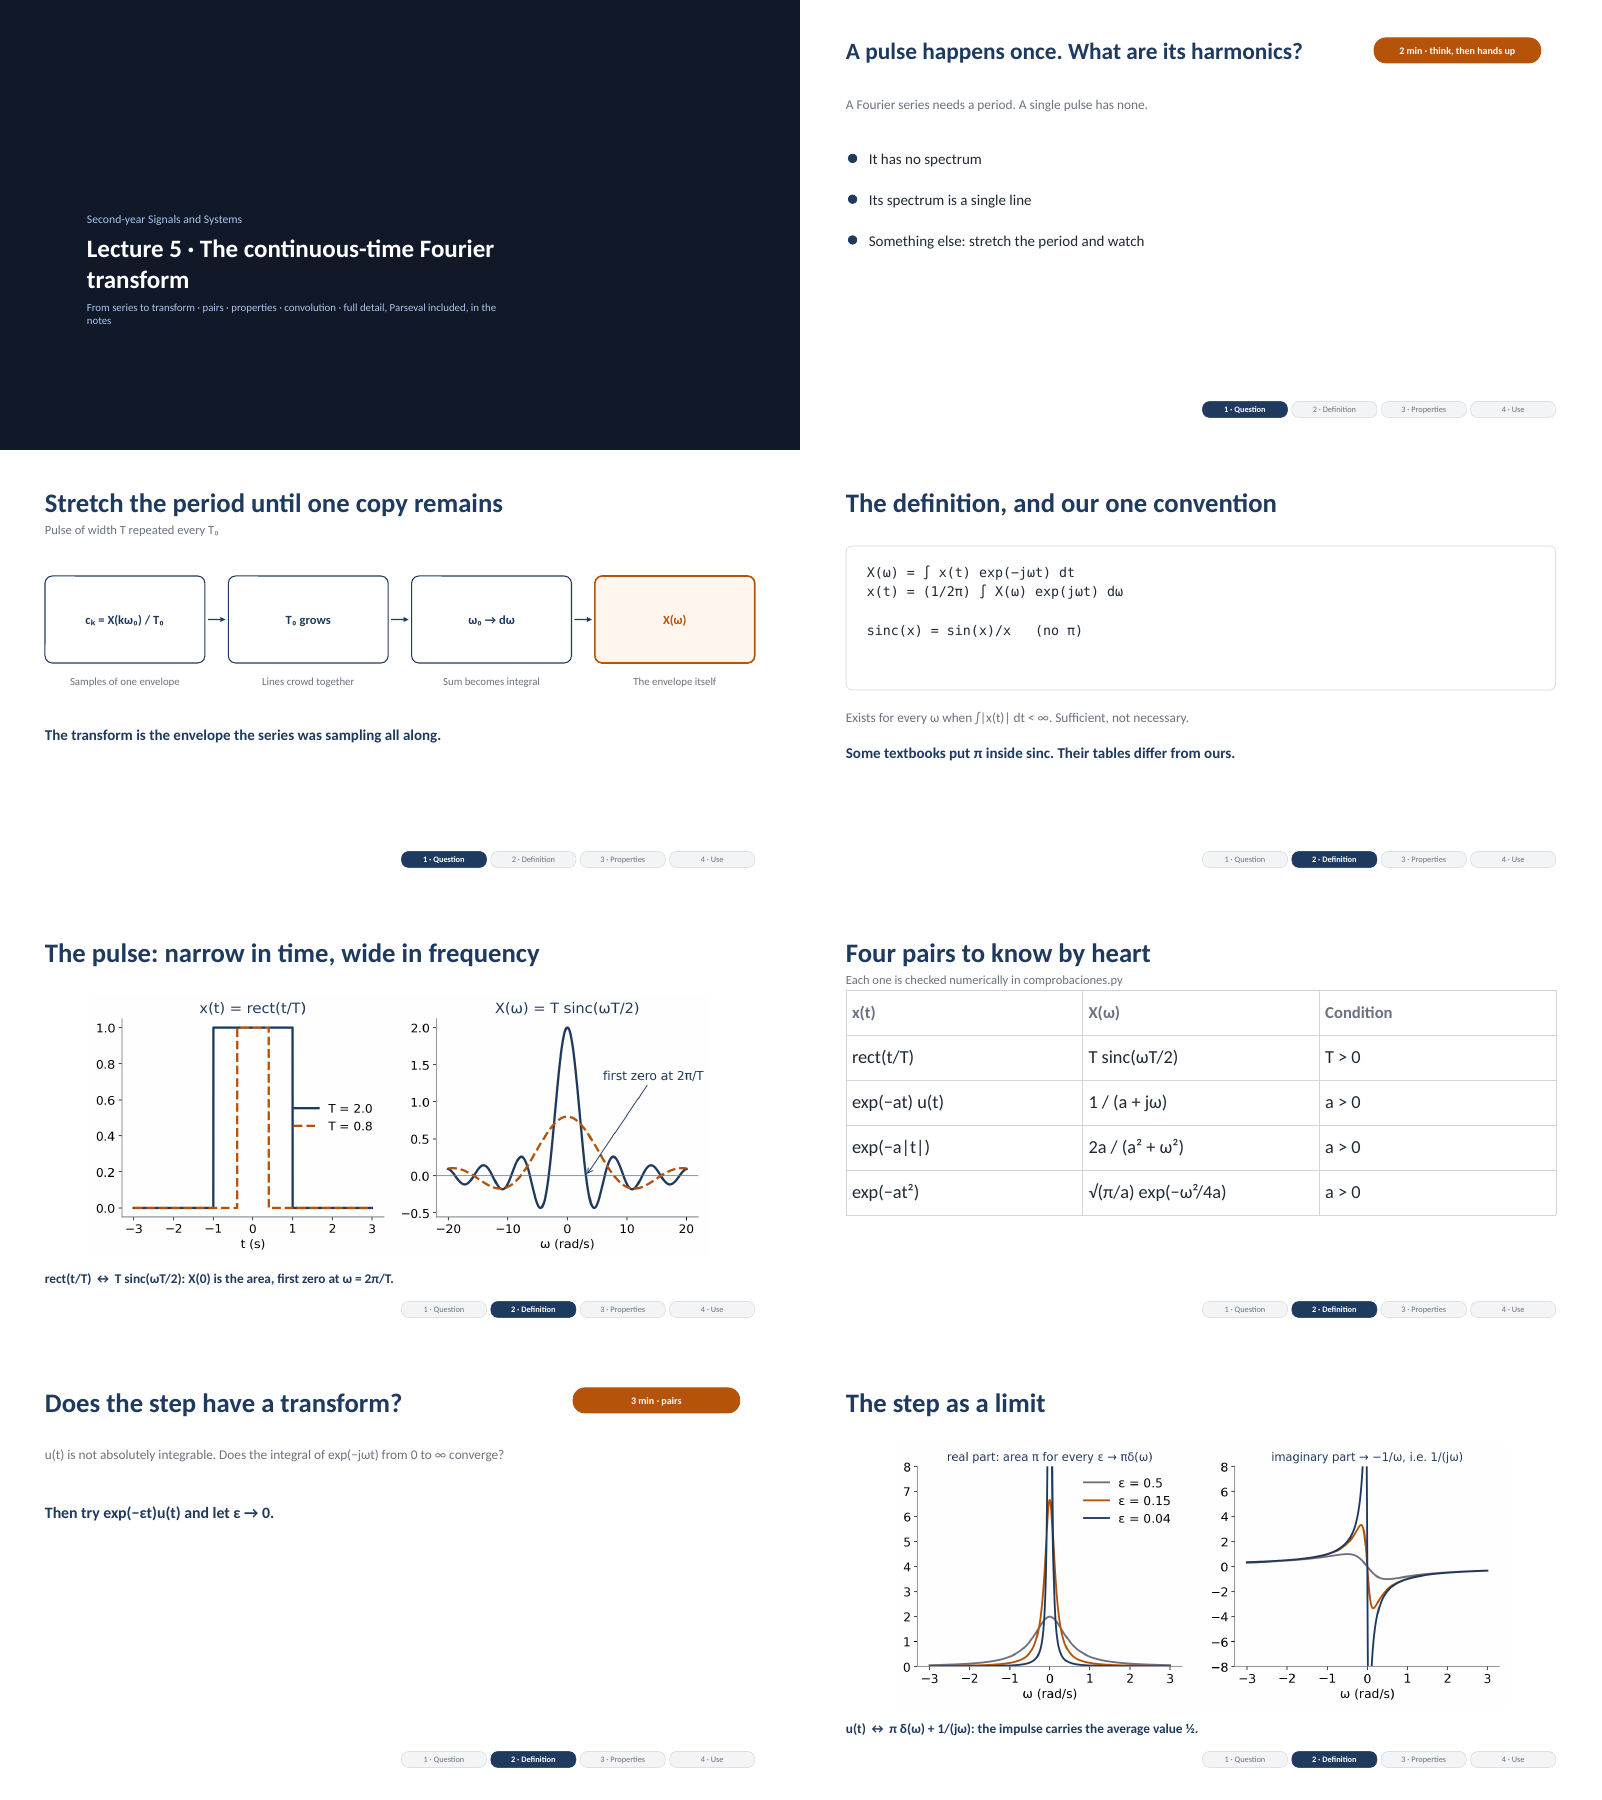 Second-year Signals and Systems
Lecture 5 · The continuous-time Fourier
transform
From series to transform · pairs · properties · convolution · full detail, Parseval included, in the
notes
A pulse happens once. What are its harmonics?
2 min · think, then hands up
A Fourier series needs a period. A single pulse has none.
● It has no spectrum
● Its spectrum is a single line
● Something else: stretch the period and watch
1 · Question 2 · Definition 3 · Properties 4 · Use
Stretch the period until one copy remains
Pulse of width T repeated every T₀
cₖ = X(kω₀) / T₀
T₀ grows
ω₀ → dω
X(ω)
Samples of one envelope
Lines crowd together
Sum becomes integral
The envelope itself
The transform is the envelope the series was sampling all along.
1 · Question 2 · Definition 3 · Properties 4 · Use
The definition, and our one convention
X(ω) = ∫ x(t) exp(−jωt) dt
x(t) = (1/2π) ∫ X(ω) exp(jωt) dω
sinc(x) = sin(x)/x (no π)
Exists for every ω when ∫|x(t)| dt < ∞. Sufficient, not necessary.
Some textbooks put π inside sinc. Their tables differ from ours.
1 · Question 2 · Definition 3 · Properties 4 · Use
The pulse: narrow in time, wide in frequency
x(t) = rect(t/T)
1.0
0.8
0.6
0.4
0.2
0.0
T = 2.0
T = 0.8
−3 −2 −1 0 1 2 3
t (s)
X(ω) = T sinc(ωT/2)
2.0
1.5
1.0
0.5
0.0
−0.5
first zero at 2π/T
−20 −10 0 10 20
ω (rad/s)
rect(t/T) ↔ T sinc(ωT/2): X(0) is the area, first zero at ω = 2π/T.
1 · Question 2 · Definition 3 · Properties 4 · Use
Four pairs to know by heart
Each one is checked numerically in comprobaciones.py
x(t) X(ω) Condition
rect(t/T) T sinc(ωT/2) T > 0
exp(−at) u(t) 1 / (a + jω) a > 0
exp(−a|t|) 2a / (a² + ω²) a > 0
exp(−at²) √(π/a) exp(−ω²/4a) a > 0
1 · Question 2 · Definition 3 · Properties 4 · Use
Does the step have a transform?
3 min · pairs
u(t) is not absolutely integrable. Does the integral of exp(−jωt) from 0 to ∞ converge?
Then try exp(−εt)u(t) and let ε → 0.
1 · Question 2 · Definition 3 · Properties 4 · Use
The step as a limit
real part: area π for every ε → πδ(ω)
8
7
6
5
4
3
2
1
0
ε = 0.5
ε = 0.15
ε = 0.04
−3 −2 −1 0 1 2 3
ω (rad/s)
imaginary part → −1/ω, i.e. 1/(jω)
8
6
4
2
0
−2
−4
−6
−8
−3 −2 −1 0 1 2 3
ω (rad/s)
u(t) ↔ π δ(ω) + 1/(jω): the impulse carries the average value ½.
1 · Question 2 · Definition 3 · Properties 4 · Use